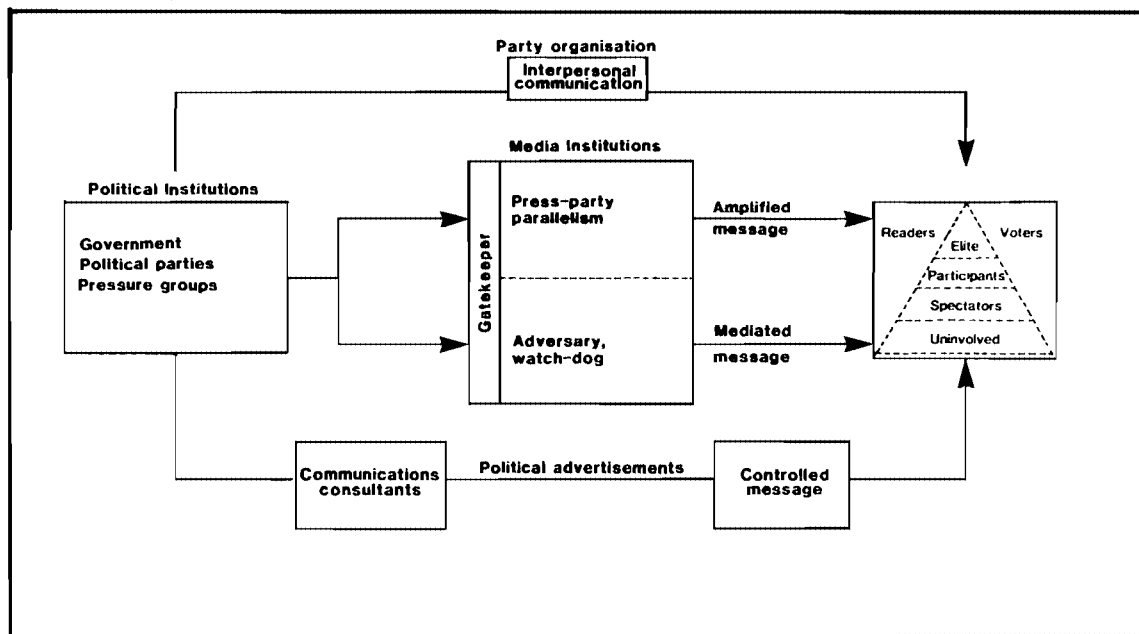 Party organisation
Interpersonal
communication
Media Institutions
Political Institutions
Government
Political parties
Pressure groups
Gatekeeper
Press-party
parallelism
Adversary,
watch-dog
Amplified
message
Mediated
message
Readers
Voters
Elite
Participants
Spectators
Uninvolved
Communications
consultants
Political advertisements
Controlled
message